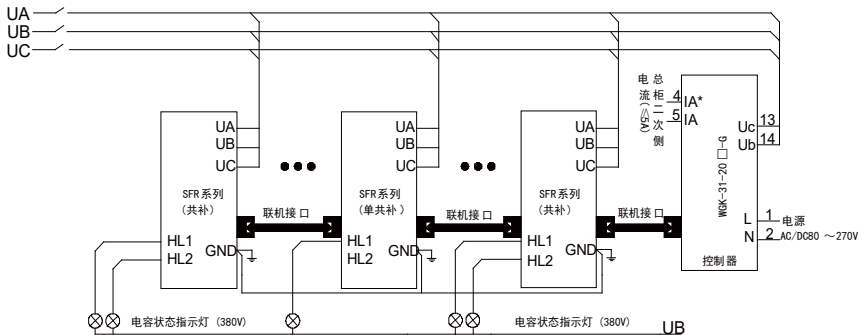 UA
UB
UC
总柜二次侧
电流(≤5A)
4 IA*
5 IA
Uc 13
Ub 14
WGK-31-20□-G
L 1 电源
N 2 AC/DC80 ～270V
控制器
UA
UB
UC
SFR系列
(共补)
HL1
HL2
GND
联机接口
UA
UB
UC
SFR系列
(单共补)
HL1
HL2
GND
联机接口
UA
UB
UC
SFR系列
(共补)
HL1
HL2
GND
联机接口
电容状态指示灯 (380V)
电容状态指示灯 (380V)
UB